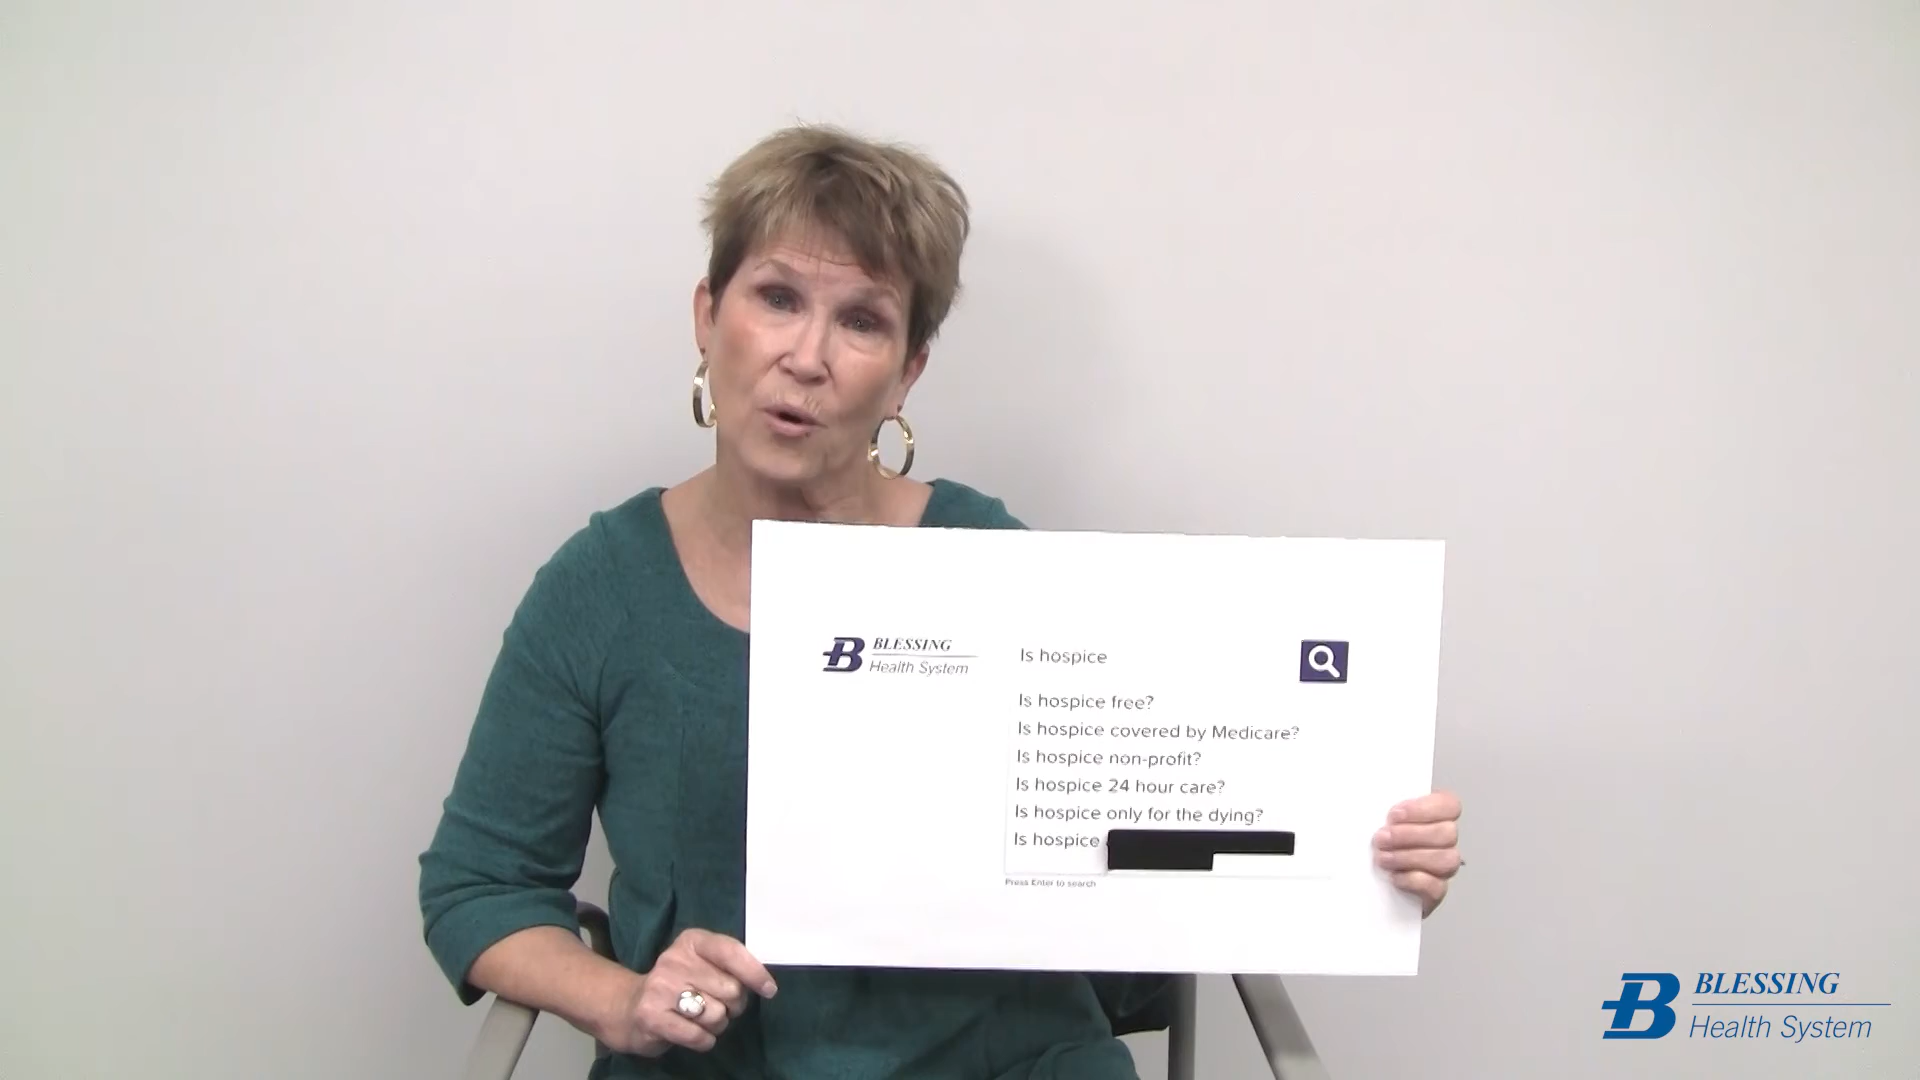 BLESSING
Health System
Is hospice
Is hospice free?
Is hospice covered by Medicare?
Is hospice non-profit?
Is hospice 24 hour care?
Is hospice only for the dying?
Is hospice
Press Enter to search
BLESSING
Health System